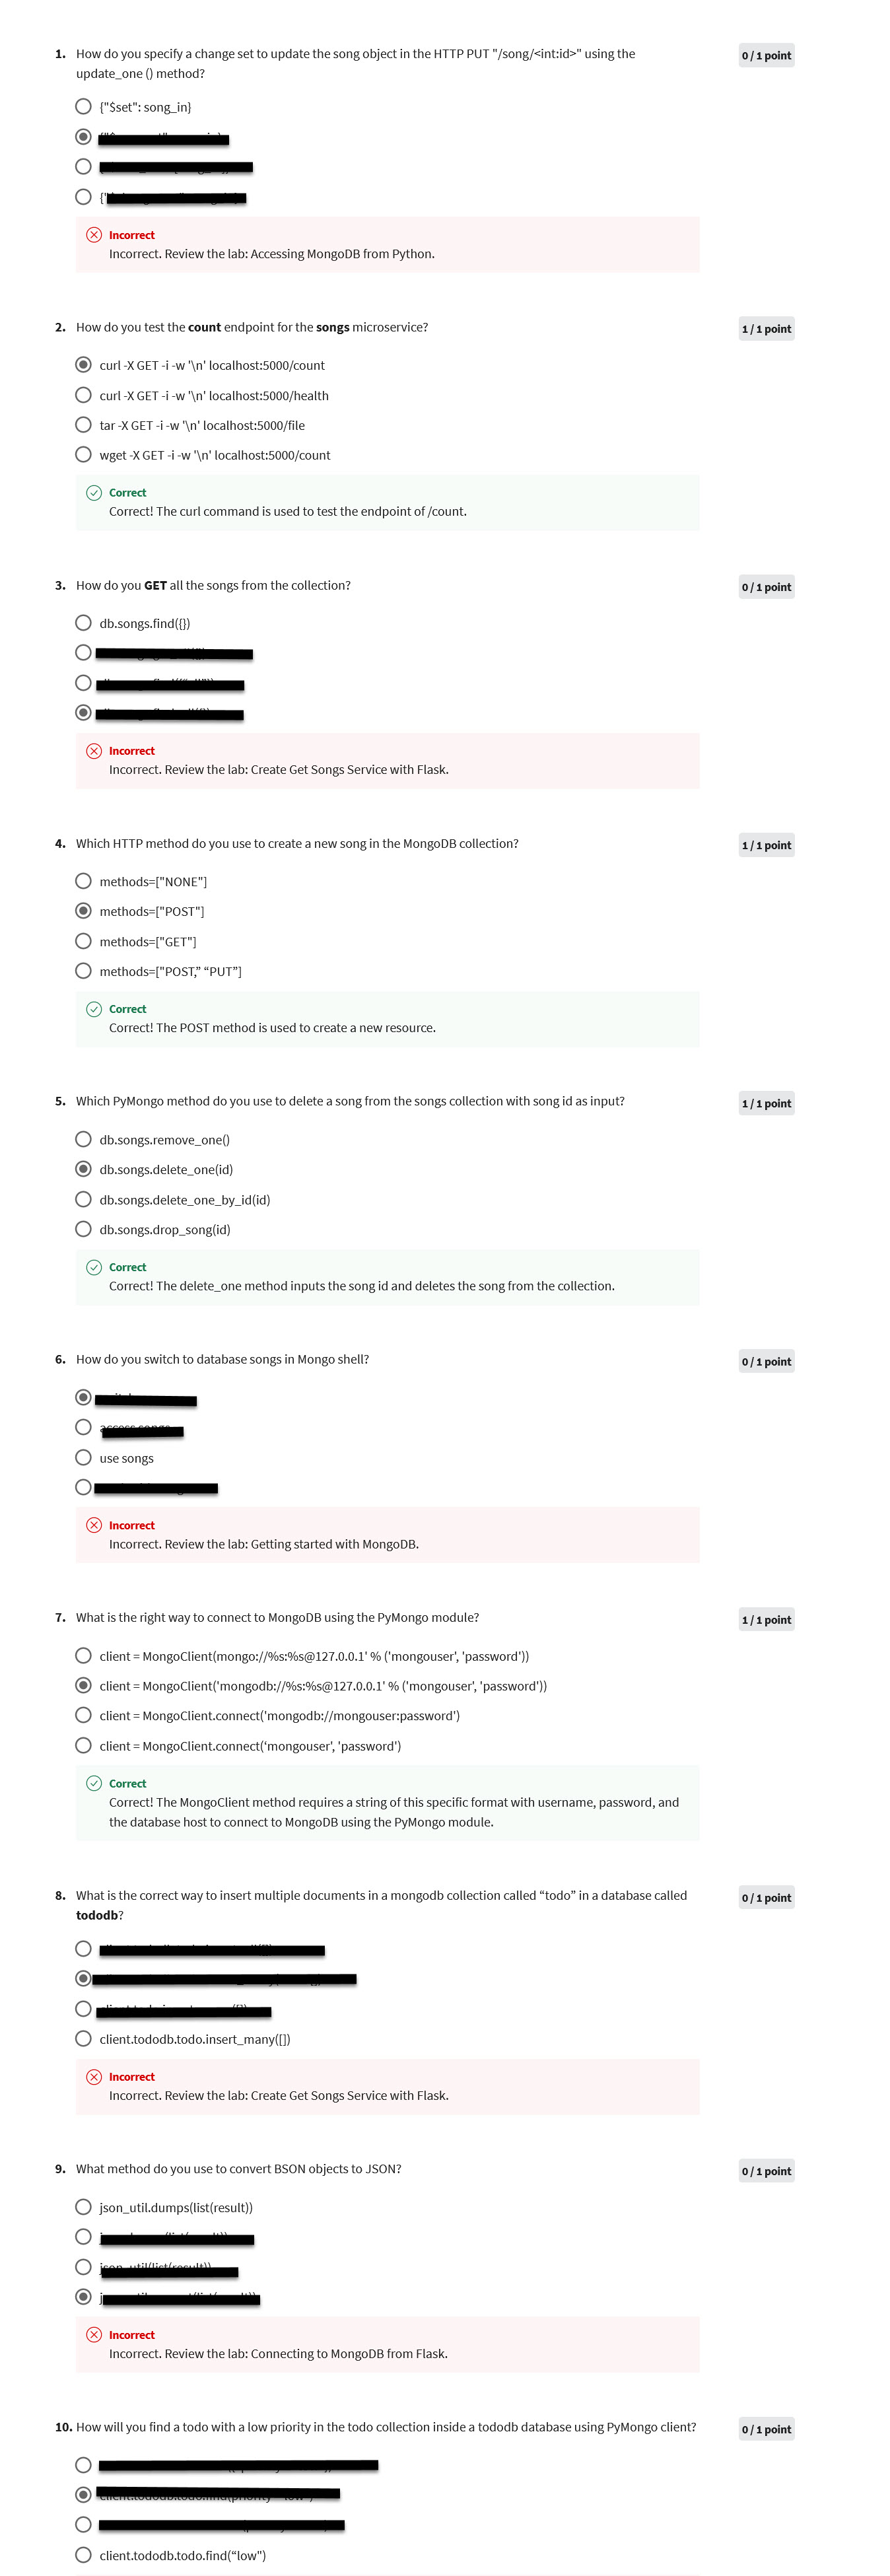 1. How do you specify a change set to update the song object in the HTTP PUT "/song/<int:id>" using the
update_one () method?
0 / 1 point
{"$set": song_in}
Incorrect
Incorrect. Review the lab: Accessing MongoDB from Python.
2. How do you test the count endpoint for the songs microservice?
1 / 1 point
curl -X GET -i -w '\n' localhost:5000/count
curl -X GET -i -w '\n' localhost:5000/health
tar -X GET -i -w '\n' localhost:5000/file
wget -X GET -i -w '\n' localhost:5000/count
Correct
Correct! The curl command is used to test the endpoint of /count.
3. How do you GET all the songs from the collection?
0 / 1 point
db.songs.find({})
Incorrect
Incorrect. Review the lab: Create Get Songs Service with Flask.
4. Which HTTP method do you use to create a new song in the MongoDB collection?
1 / 1 point
methods=["NONE"]
methods=["POST"]
methods=["GET"]
methods=["POST,” “PUT”]
Correct
Correct! The POST method is used to create a new resource.
5. Which PyMongo method do you use to delete a song from the songs collection with song id as input?
1 / 1 point
db.songs.remove_one()
db.songs.delete_one(id)
db.songs.delete_one_by_id(id)
db.songs.drop_song(id)
Correct
Correct! The delete_one method inputs the song id and deletes the song from the collection.
6. How do you switch to database songs in Mongo shell?
0 / 1 point
use songs
Incorrect
Incorrect. Review the lab: Getting started with MongoDB.
7. What is the right way to connect to MongoDB using the PyMongo module?
1 / 1 point
client = MongoClient(mongo://%s:%s@127.0.0.1' % ('mongouser', 'password'))
client = MongoClient('mongodb://%s:%s@127.0.0.1' % ('mongouser', 'password'))
client = MongoClient.connect('mongodb://mongouser:password')
client = MongoClient.connect('mongouser', 'password')
Correct
Correct! The MongoClient method requires a string of this specific format with username, password, and
the database host to connect to MongoDB using the PyMongo module.
8. What is the correct way to insert multiple documents in a mongodb collection called “todo” in a database called
tododb?
0 / 1 point
client.tododb.todo.insert_many([])
Incorrect
Incorrect. Review the lab: Create Get Songs Service with Flask.
9. What method do you use to convert BSON objects to JSON?
0 / 1 point
json_util.dumps(list(result))
Incorrect
Incorrect. Review the lab: Connecting to MongoDB from Flask.
10. How will you find a todo with a low priority in the todo collection inside a tododb database using PyMongo client?
0 / 1 point
client.tododb.todo.find(“low")